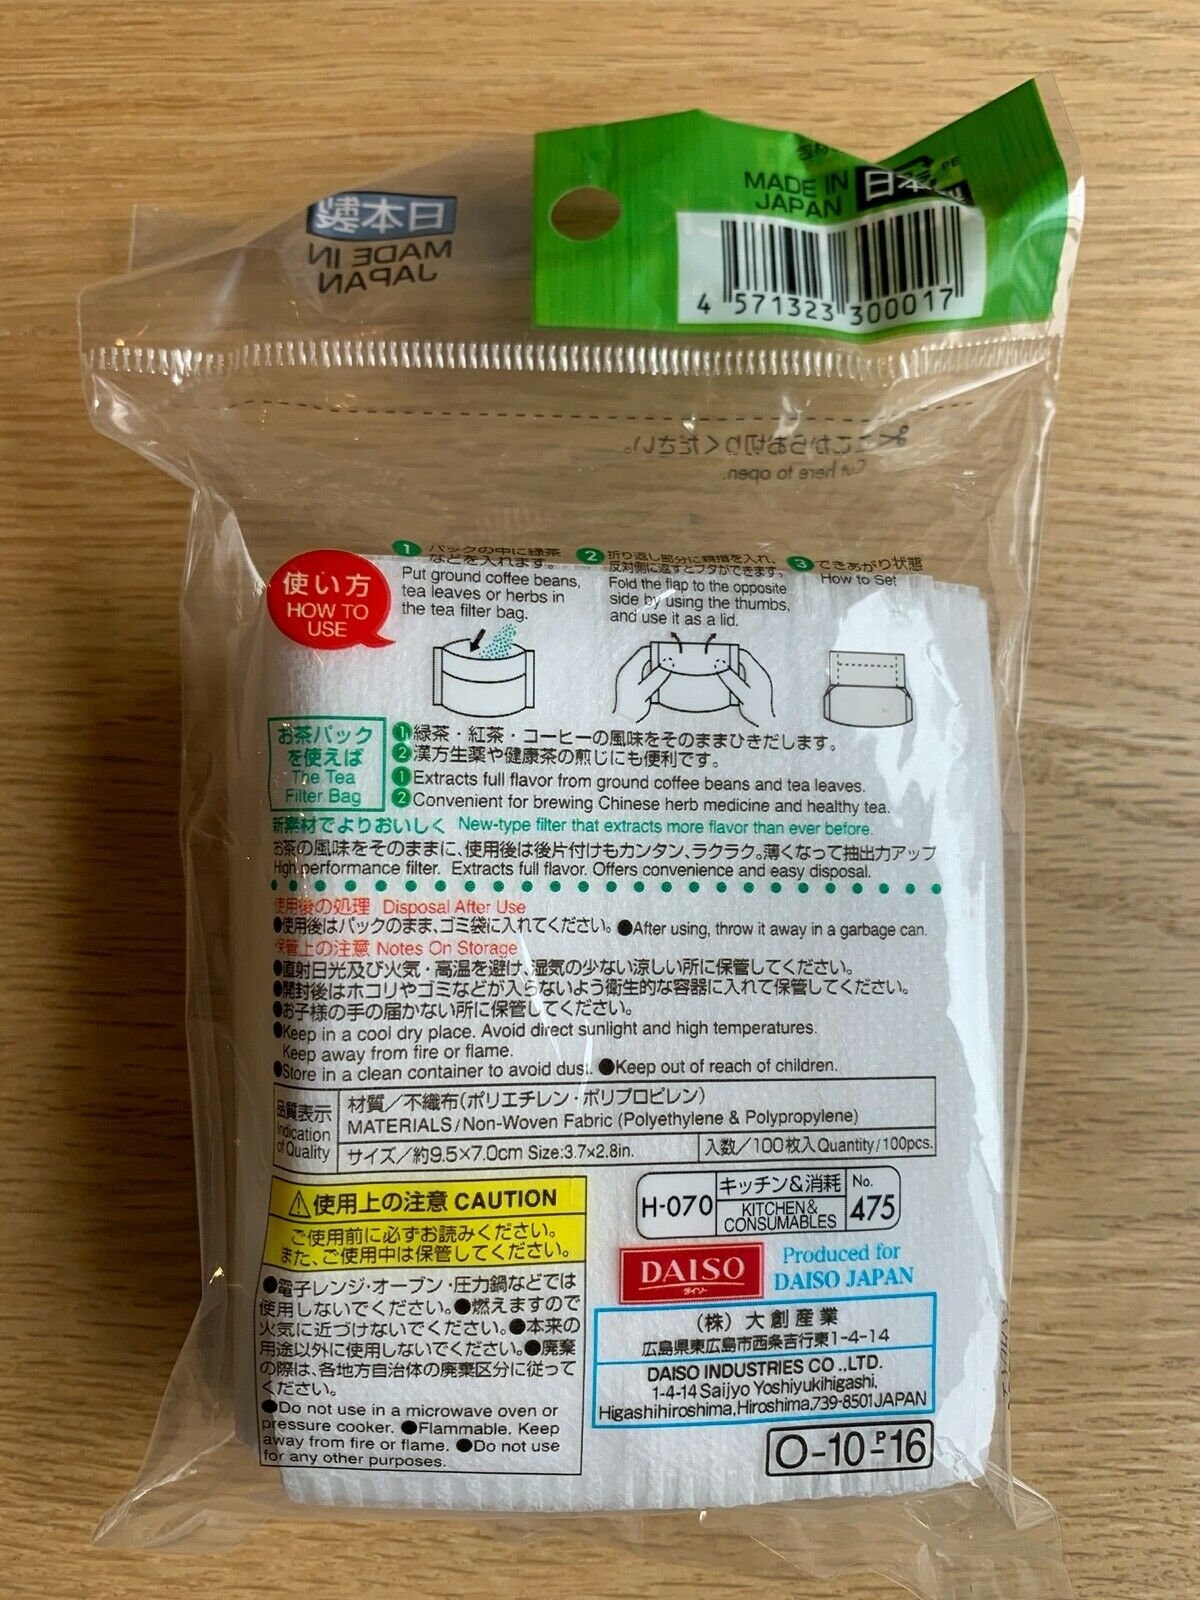 MADE IN
JAPAN
日本製
4 571323 300017
日本製
MADE IN
JAPAN
ここからお切りください。
Cut here to open.
使い方
HOW TO
USE
1 パックの中に緑茶
などを入れます。
Put ground coffee beans,
tea leaves or herbs in
the tea filter bag.
2 折り返し部分に親指を入れ、
反対側に返すとフタができます。
Fold the flap to the opposite
side by using the thumbs,
and use it as a lid.
3 できあがり状態
How to Set
お茶パック
を使えば
The Tea
Filter Bag
1 緑茶・紅茶・コーヒーの風味をそのままひきだします。
2 漢方生薬や健康茶の煎じにも便利です。
1 Extracts full flavor from ground coffee beans and tea leaves.
2 Convenient for brewing Chinese herb medicine and healthy tea.
新素材でよりおいしく New-type filter that extracts more flavor than ever before.
お茶の風味をそのままに、使用後は後片付けもカンタン、ラクラク。薄くなって抽出力アップ
High performance filter. Extracts full flavor. Offers convenience and easy disposal.
使用後の処理 Disposal After Use
●使用後はパックのまま、ゴミ袋に入れてください。●After using, throw it away in a garbage can.
保管上の注意 Notes On Storage
●直射日光及び火気・高温を避け、湿気の少ない涼しい所に保管してください。
●開封後はホコリやゴミなどが入らないよう衛生的な容器に入れて保管してください。
●お子様の手の届かない所に保管してください。
●Keep in a cool dry place. Avoid direct sunlight and high temperatures.
Keep away from fire or flame.
●Store in a clean container to avoid dust. ●Keep out of reach of children.
品質表示
Indication
of Quality
材質／不織布(ポリエチレン・ポリプロピレン)
MATERIALS/Non-Woven Fabric (Polyethylene & Polypropylene)
サイズ／約9.5×7.0cm Size:3.7x2.8in.
入数／100枚入 Quantity/100pcs.
⚠使用上の注意 CAUTION
ご使用前に必ずお読みください。
また、ご使用中は保管してください。
●電子レンジ・オーブン・圧力鍋などでは
使用しないでください。●燃えますので
火気に近づけないでください。●本来の
用途以外に使用しないでください。●廃棄
の際は、各地方自治体の廃棄区分に従って
ください。
●Do not use in a microwave oven or
pressure cooker. ●Flammable. Keep
away from fire or flame. ●Do not use
for any other purposes.
H-070
キッチン&消耗
KITCHEN&
CONSUMABLES
No.
475
DAISO
ダイソー
Produced for
DAISO JAPAN
(株)大創産業
広島県東広島市西条吉行東1-4-14
DAISO INDUSTRIES CO.,LTD.
1-4-14 Saijyo Yoshiyukihigashi,
Higashihiroshima,Hiroshima,739-8501JAPAN
O-10-P16